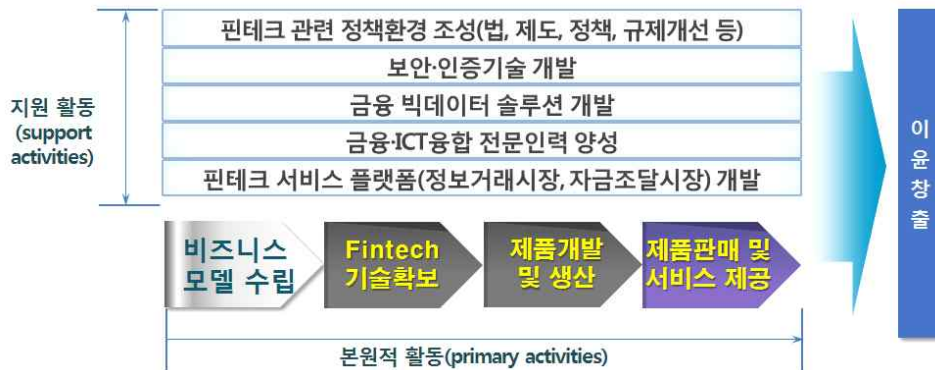 핀테크 관련 정책환경 조성(법, 제도, 정책, 규제개선 등)
보안·인증기술 개발
금융 빅데이터 솔루션 개발
금융·ICT융합 전문인력 양성
핀테크 서비스 플랫폼(정보거래시장, 자금조달시장) 개발
지원 활동
(support
activities)
비즈니스
모델 수립
Fintech
기술확보
제품개발
및 생산
제품판매 및
서비스 제공
본원적 활동(primary activities)
이
윤
창
출